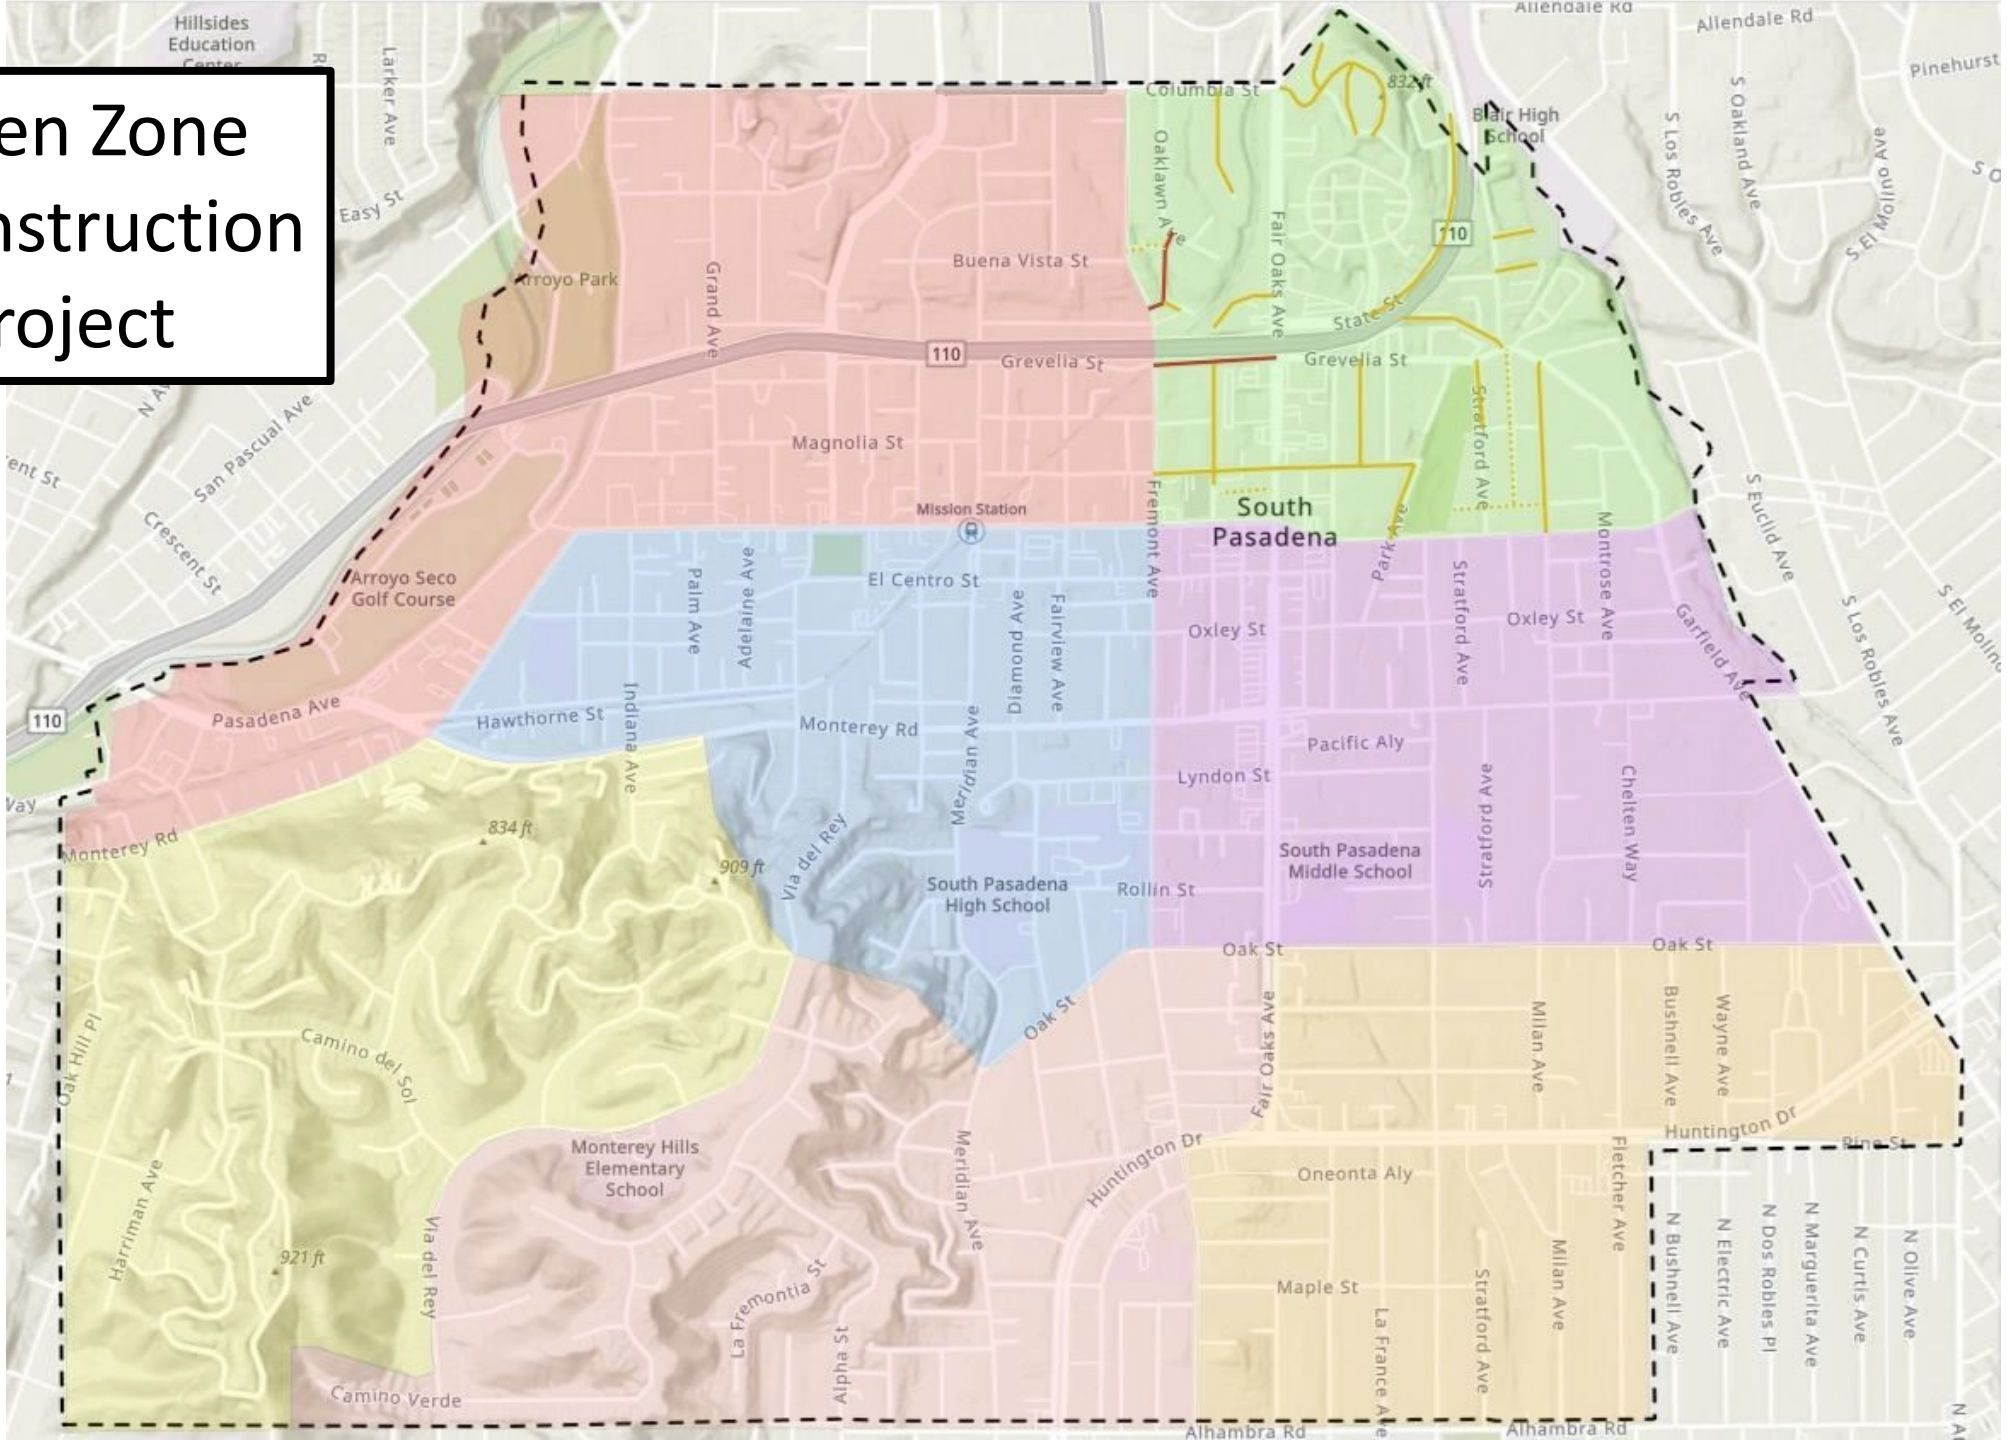 Hillsides
Education
Center
Larker Ave
Easy St
en Zone
nstruction
roject
Allendale Rd
Allendale Rd
Pinehurst
Columbia St
832 ft
Blair High
School
S Los Robles Ave
S Oakland Ave
S El Molino Ave
Oaklawn Ave
Fair Oaks Ave
110
Arroyo Park
Grand Ave
Buena Vista St
State St
110
Grevelia St
Grevelia St
San Pascual Ave
Magnolia St
Stratford Ave
Crescent St
Mission Station
Fremont Ave
South
Pasadena
Park Ave
Montrose Ave
S Euclid Ave
Arroyo Seco
Golf Course
Palm Ave
Adelaine Ave
El Centro St
Diamond Ave
Fairview Ave
Oxley St
Stratford Ave
Oxley St
Garfield Ave
S Los Robles Ave
S El Molino
110
Pasadena Ave
Hawthorne St
Indiana Ave
Monterey Rd
Meridian Ave
Pacific Aly
Lyndon St
Stratford Ave
Chelten Way
Way
Monterey Rd
834 ft
909 ft
Via del Rey
South Pasadena
High School
Rollin St
South Pasadena
Middle School
Oak St
Oak St
Oak Hill Pl
Camino del Sol
Oak St
Fair Oaks Ave
Milan Ave
Bushnell Ave
Wayne Ave
Huntington Dr
Pine St
Monterey Hills
Elementary
School
Meridian Ave
Huntington Dr
Oneonta Aly
Fletcher Ave
Harriman Ave
921 ft
Via del Rey
La Fremontia St
Alpha St
Maple St
La France Ave
Stratford Ave
Milan Ave
N Bushnell Ave
N Electric Ave
N Dos Robles Pl
N Marguerita Ave
N Curtis Ave
N Olive Ave
Camino Verde
Alhambra Rd
Alhambra Rd